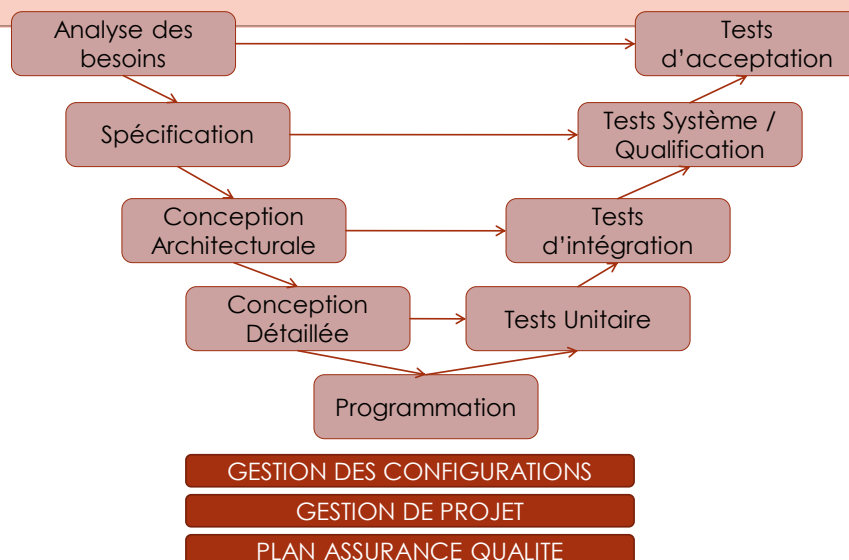 Analyse des
besoins
Tests
d'acceptation
Spécification
Tests Système /
Qualification
Conception
Architecturale
Tests
d'intégration
Conception
Détaillée
Tests Unitaire
Programmation
GESTION DES CONFIGURATIONS
GESTION DE PROJET
PLAN ASSURANCE QUALITE